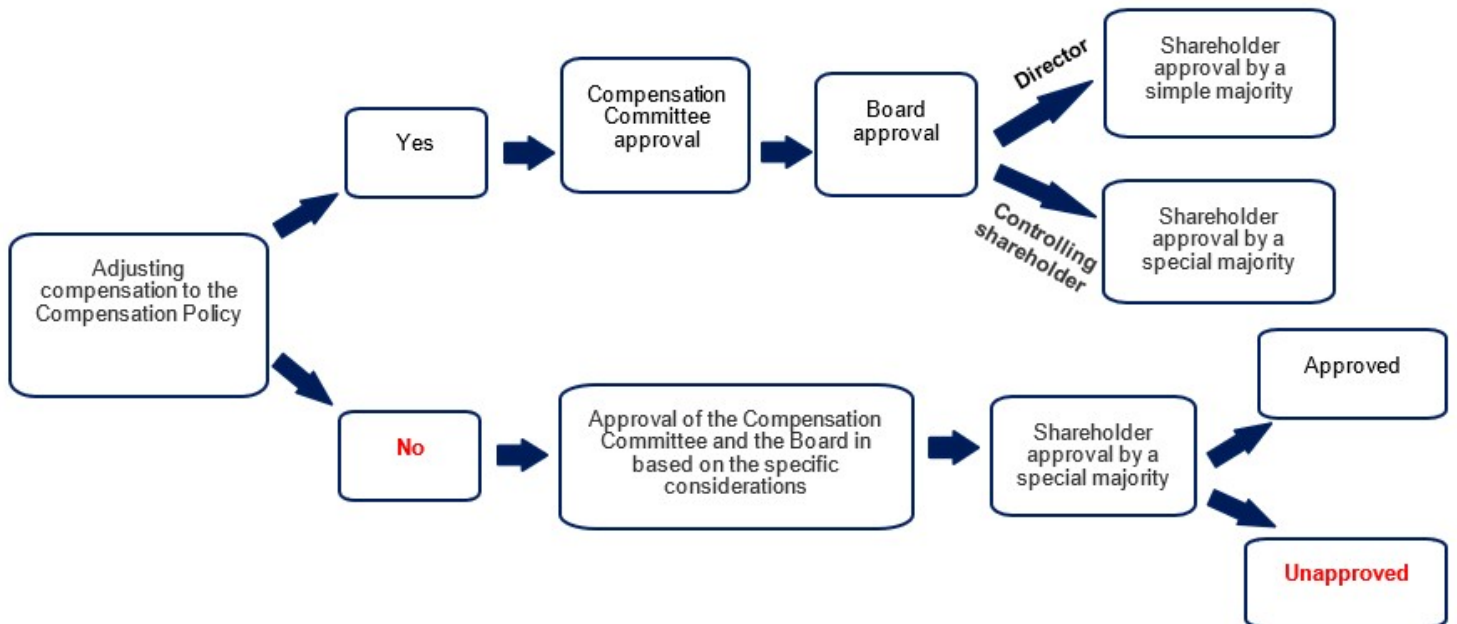 Adjusting
compensation to the
Compensation Policy
Yes
Compensation
Committee
approval
Board
approval
Director
Shareholder
approval by a
simple majority
Controlling
shareholder
Shareholder
approval by a
special majority
No
Approval of the Compensation
Committee and the Board in
based on the specific
considerations
Shareholder
approval by a
special majority
Approved
Unapproved